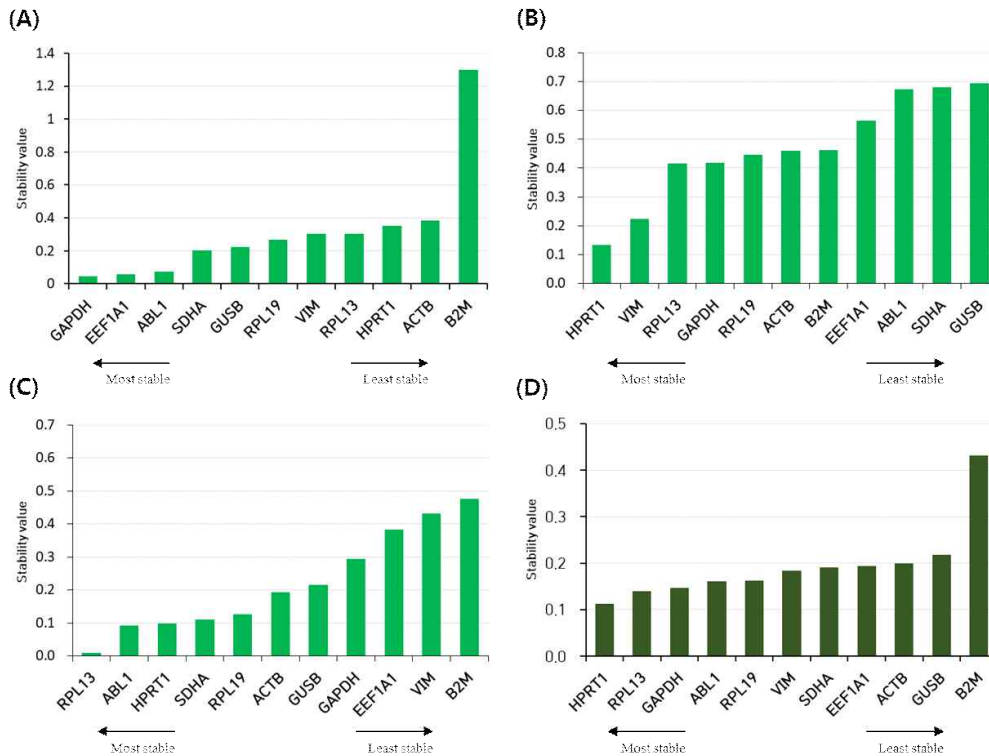 (A)
Stability value
1.4
1.2
1
0.8
0.6
0.4
0.2
0
GAPDH EEF1A1 ABL1 SDHA GUSB RPL19 VIM RPL13 HPRT1 ACTB B2M
Most stable Least stable
(B)
Stability value
0.8
0.7
0.6
0.5
0.4
0.3
0.2
0.1
0.0
HPRT1 VIM RPL13 GAPDH RPL19 ACTB B2M EEF1A1 ABL1 SDHA GUSB
Most stable Least stable
(C)
Stability value
0.7
0.6
0.5
0.4
0.3
0.2
0.1
0.0
RPL13 ABL1 HPRT1 SDHA RPL19 ACTB GUSB GAPDH EEF1A1 VIM B2M
Most stable Least stable
(D)
Stability value
0.5
0.4
0.3
0.2
0.1
0.0
HPRT1 RPL13 GAPDH ABL1 RPL19 VIM SDHA EEF1A1 ACTB GUSB B2M
Most stable Least stable